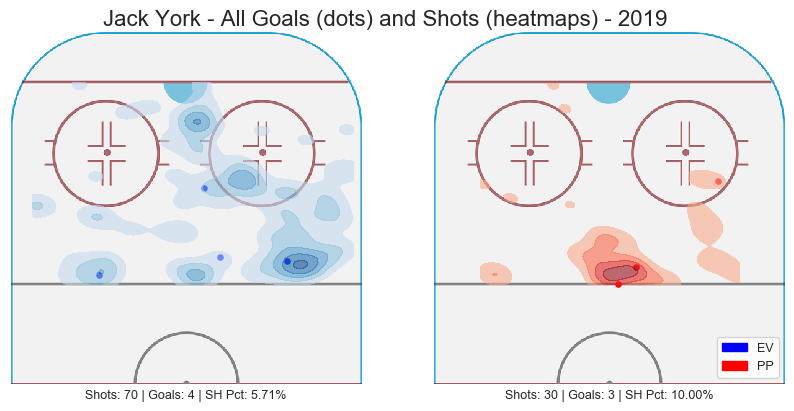 Jack York - All Goals (dots) and Shots (heatmaps) - 2019
EV
PP
Shots: 70 | Goals: 4 | SH Pct: 5.71%
Shots: 30 | Goals: 3 | SH Pct: 10.00%